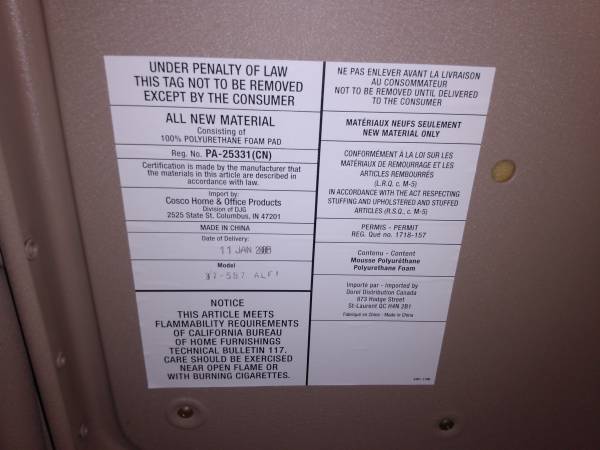 UNDER PENALTY OF LAW
THIS TAG NOT TO BE REMOVED
EXCEPT BY THE CONSUMER
ALL NEW MATERIAL
Consisting of
100% POLYURETHANE FOAM PAD
Reg. No. PA-25331(CN)
Certification is made by the manufacturer that
the materials in this article are described in
accordance with law.
Import by:
Cosco Home & Office Products
Division of DJG
2525 State St. Columbus, IN 47201
MADE IN CHINA
Date of Delivery:
11 JAN
Model
NOTICE
THIS ARTICLE MEETS
FLAMMABILITY REQUIREMENTS
OF CALIFORNIA BUREAU
OF HOME FURNISHINGS
TECHNICAL BULLETIN 117.
CARE SHOULD BE EXERCISED
NEAR OPEN FLAME OR
WITH BURNING CIGARETTES.
NE PAS ENLEVER AVANT LA LIVRAISON
AU CONSOMMATEUR
NOT TO BE REMOVED UNTIL DELIVERED
TO THE CONSUMER
MATÉRIAUX NEUFS SEULEMENT
NEW MATERIAL ONLY
CONFORMÉMENT À LA LOI SUR LES
MATÉRIAUX DE REMOURRAGE ET LES
ARTICLES REMBOURRÉS
(L.R.Q. c. M-5)
IN ACCORDANCE WITH THE ACT RESPECTING
STUFFING AND UPHOLSTERED AND STUFFED
ARTICLES (R.S.Q., c. M-5)
PERMIS - PERMIT
REG. Que no. 1718-157
Contenu - Content
Mousse Polyuréthane
Polyurethane Foam
Importé par - Imported by
Dorel Distribution Canada
873 Hodge Street
St-Laurent QC H4N 2B1
Fabriqué en Chine - Made in China